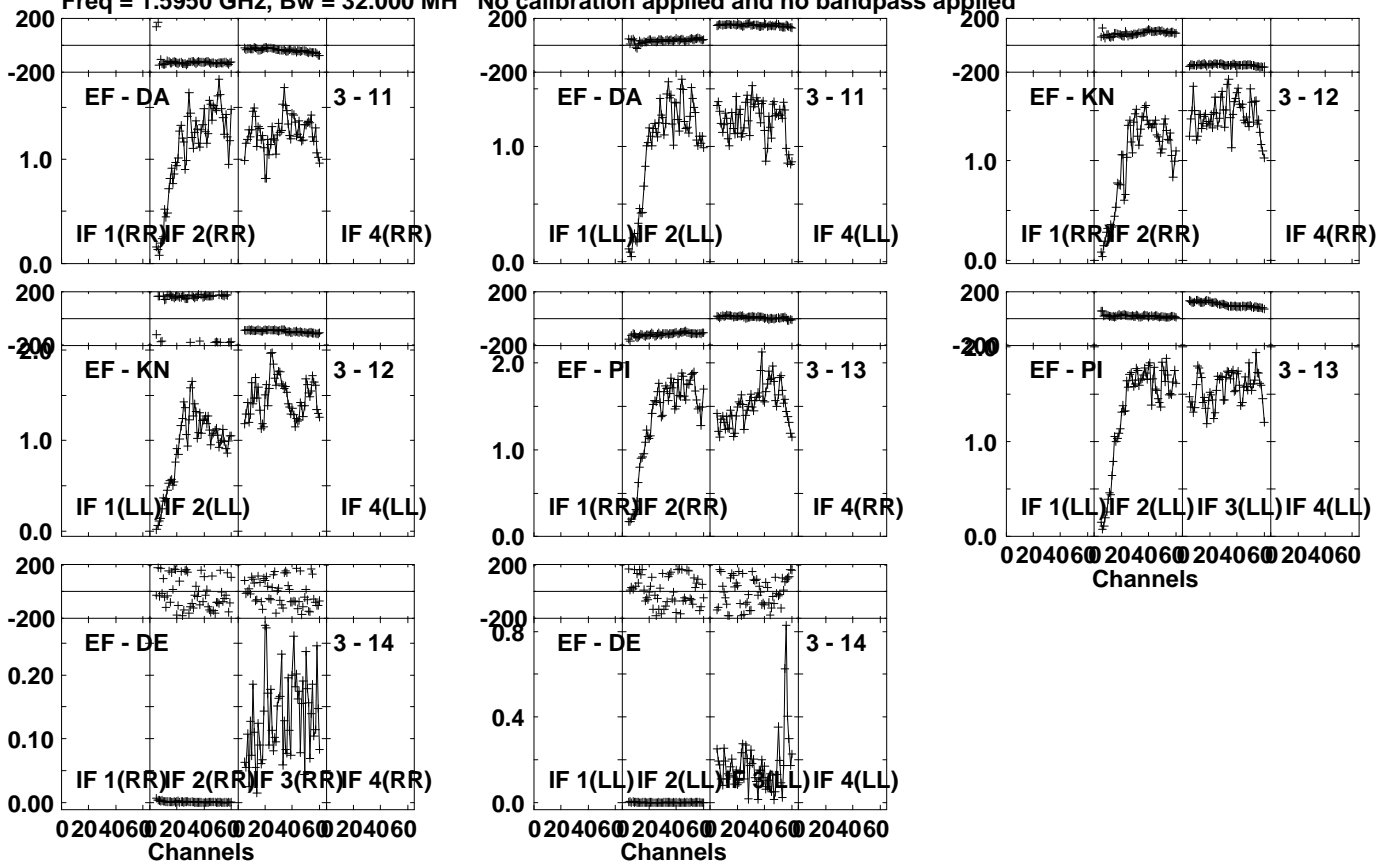 Freq = 1.5950 GHz, Bw = 32.000 MH No calibration applied and no bandpass applied
200
-200
EF - DA
3 - 11
1.0
0.0
IF 1(RR)
IF 2(RR)
IF 4(RR)
200
-200
EF - DA
3 - 11
1.0
0.0
IF 1(LL)
IF 2(LL)
IF 4(LL)
200
-200
EF - KN
3 - 12
1.0
0.0
IF 1(RR)
IF 2(RR)
IF 4(RR)
200
-200
2.0
EF - KN
3 - 12
1.0
0.0
IF 1(LL)
IF 2(LL)
IF 4(LL)
200
-200
2.0
EF - PI
3 - 13
1.0
0.0
IF 1(RR)
IF 2(RR)
IF 4(RR)
200
-200
2.0
EF - PI
3 - 13
1.0
0.0
IF 1(LL)
IF 2(LL)
IF 3(LL)
IF 4(LL)
0 20 40 60 0 20 40 60 0 20 40 60 0 20 40 60
Channels
200
-200
EF - DE
3 - 14
0.20
0.10
0.00
IF 1(RR)
IF 2(RR)
IF 3(RR)
IF 4(RR)
0 20 40 60 0 20 40 60 0 20 40 60 0 20 40 60
Channels
200
-200
0.8
EF - DE
3 - 14
0.4
0.0
IF 1(LL)
IF 2(LL)
IF 3(LL)
IF 4(LL)
0 20 40 60 0 20 40 60 0 20 40 60 0 20 40 60
Channels